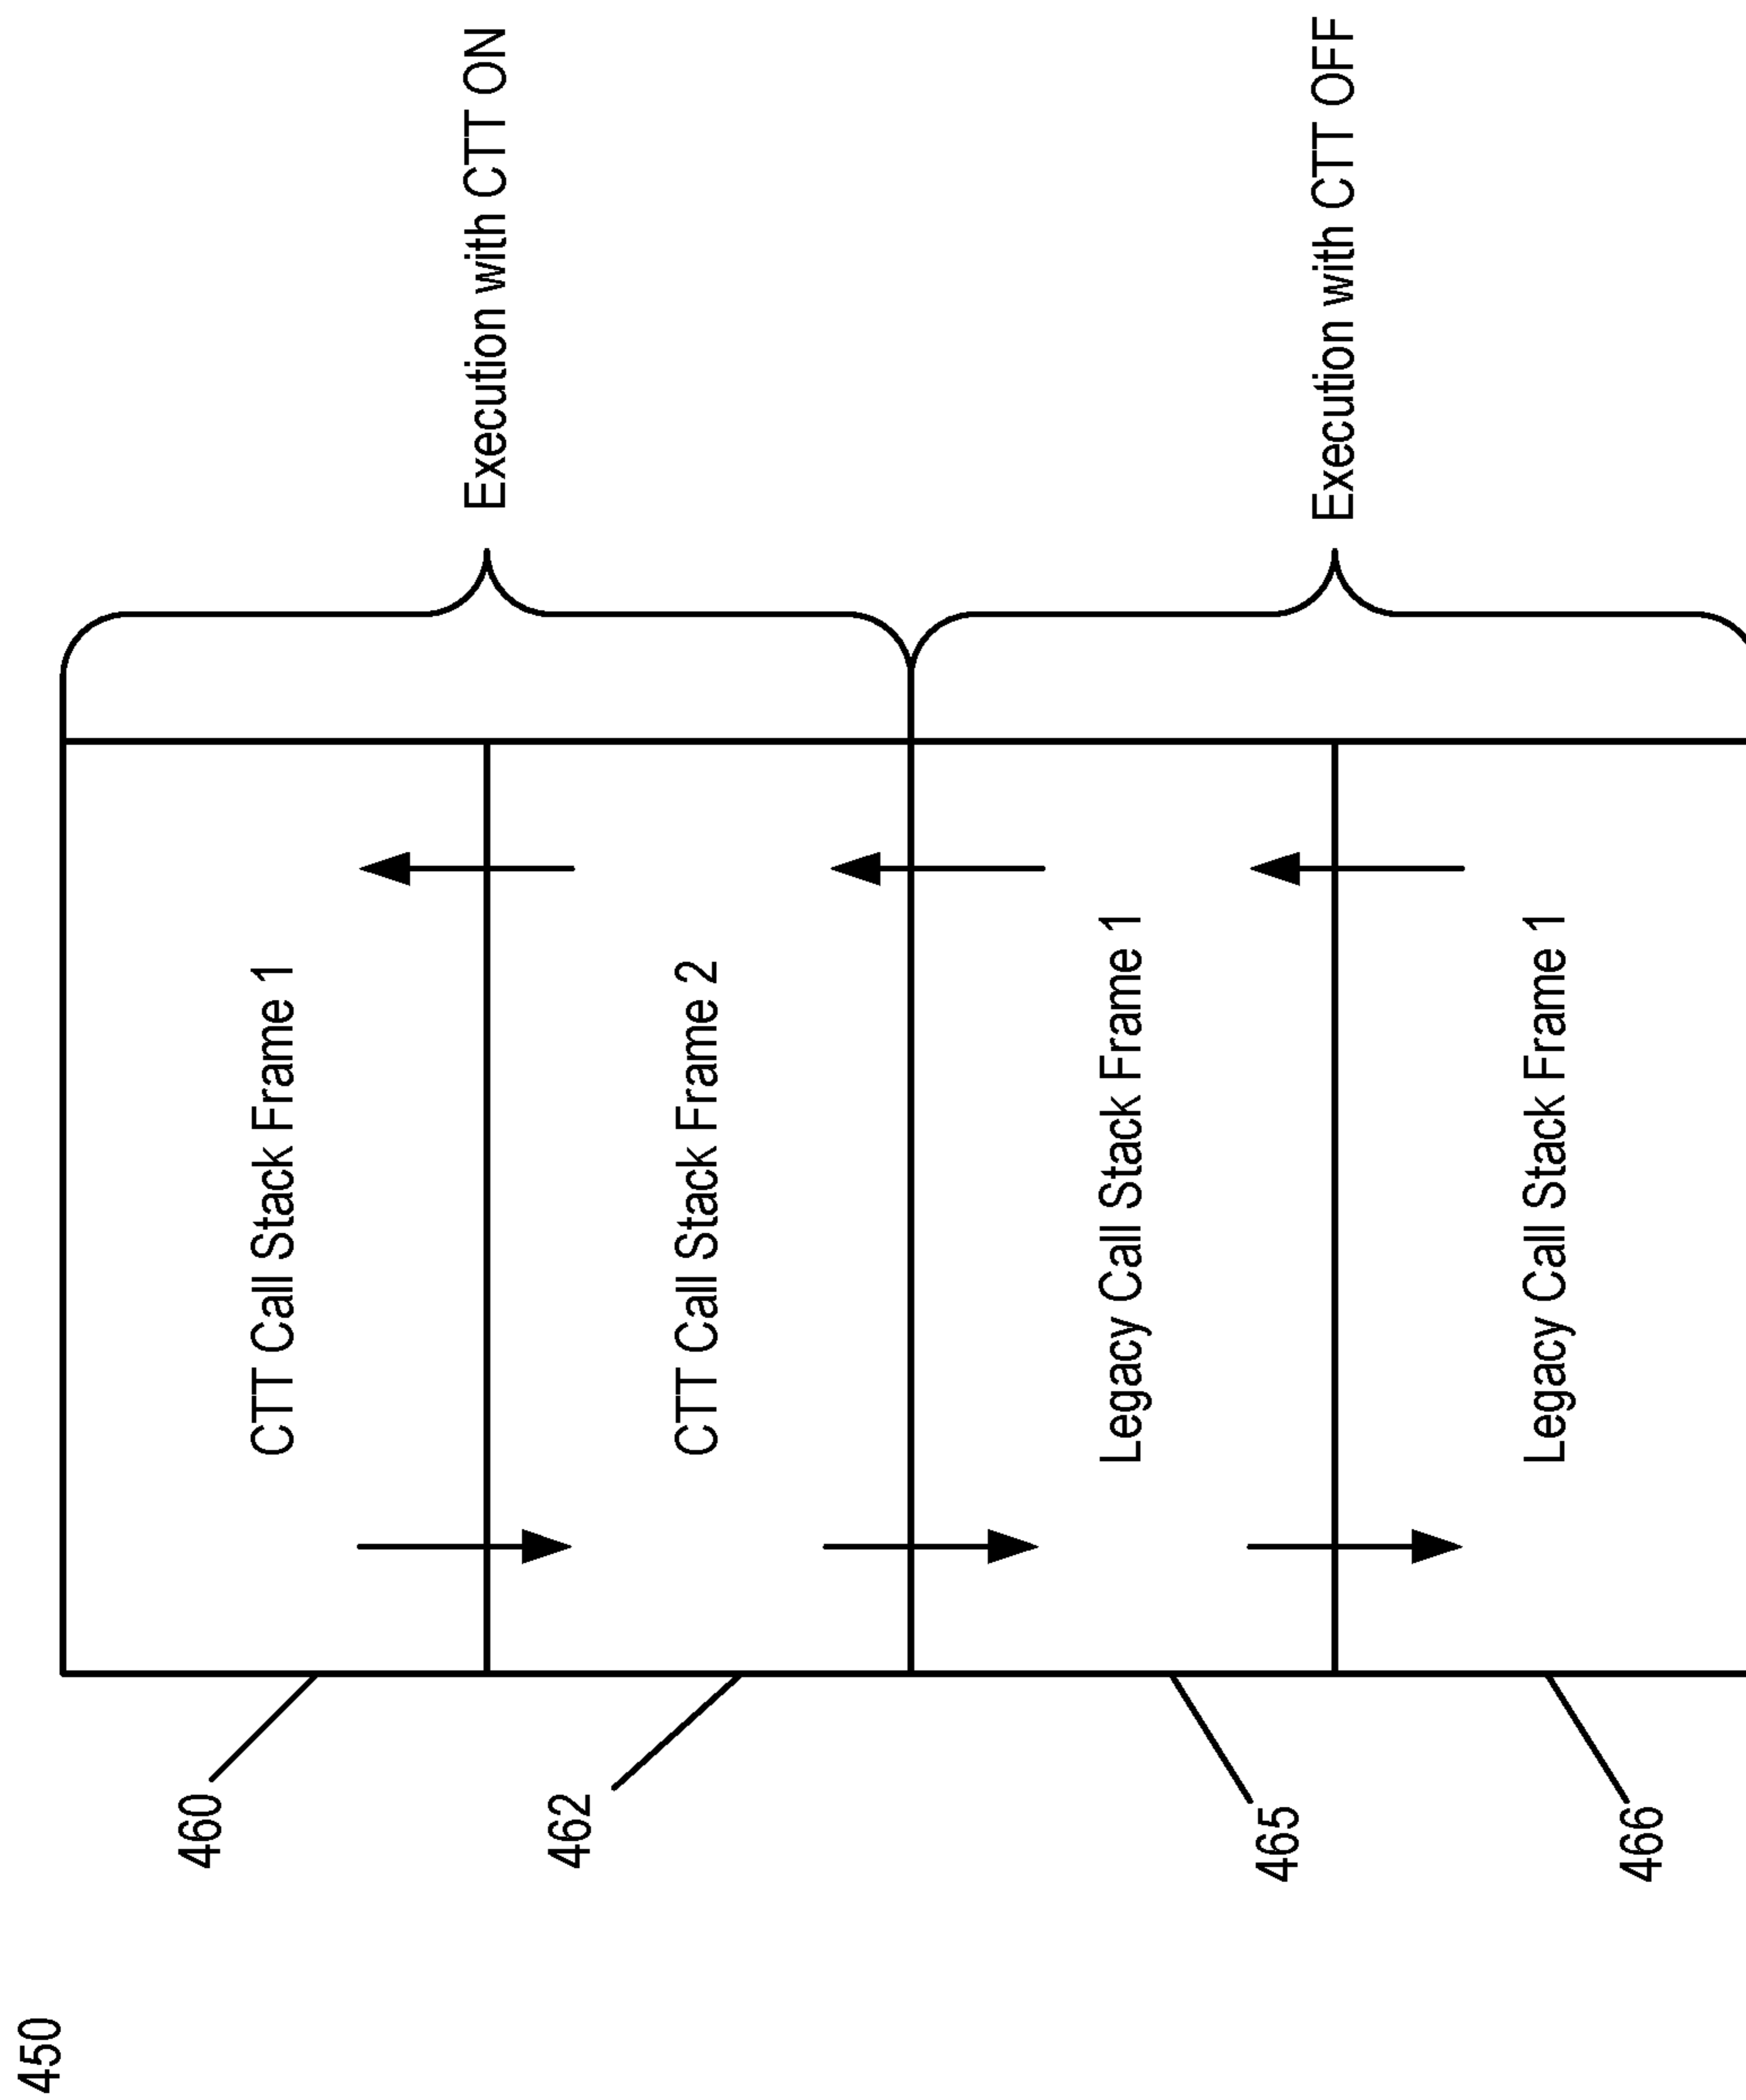 450
460
CTT Call Stack Frame 1
462
CTT Call Stack Frame 2
Execution with CTT ON
465
Legacy Call Stack Frame 1
466
Legacy Call Stack Frame 1
Execution with CTT OFF